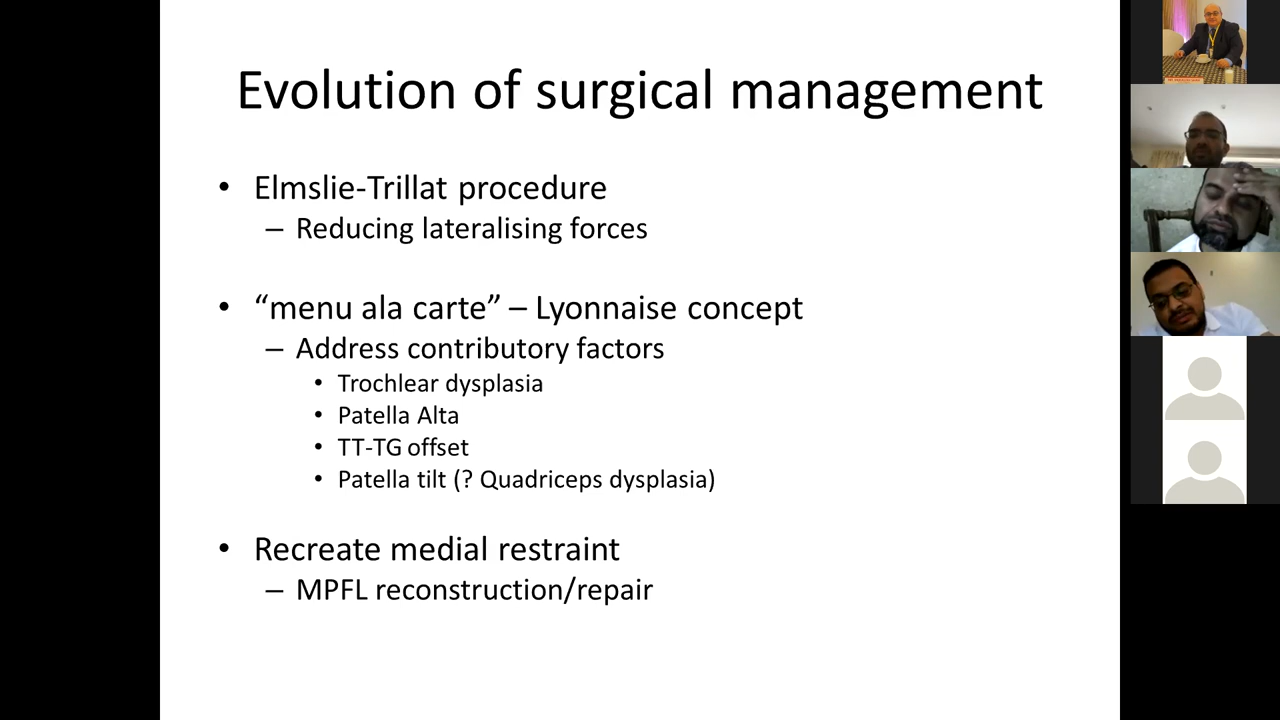 Evolution of surgical management
• Elmslie-Trillat procedure
– Reducing lateralising forces
• “menu ala carte” – Lyonnaise concept
– Address contributory factors
• Trochlear dysplasia
• Patella Alta
• TT-TG offset
• Patella tilt (? Quadriceps dysplasia)
• Recreate medial restraint
– MPFL reconstruction/repair